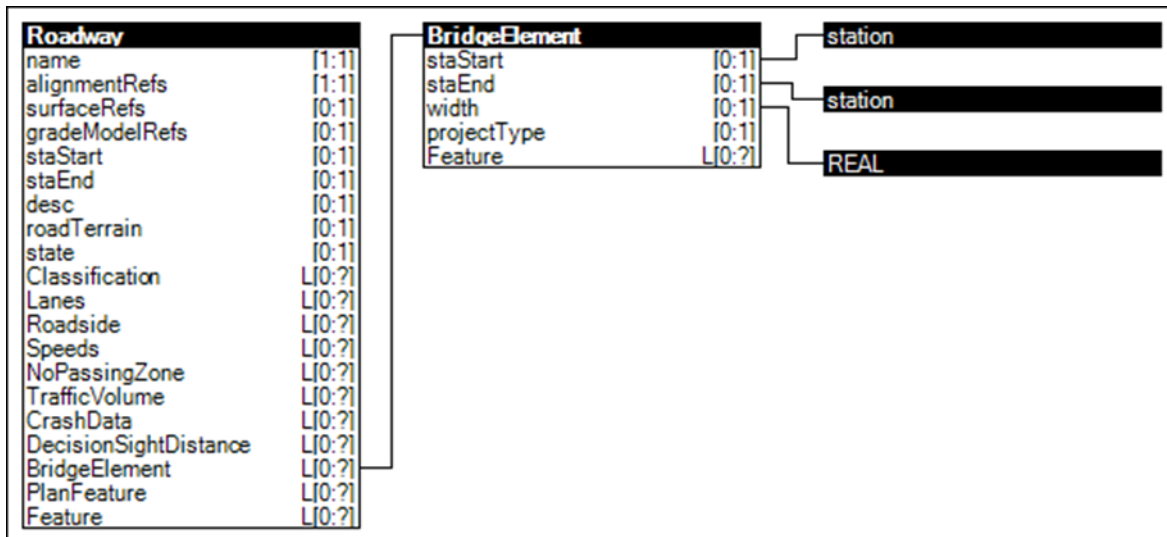 Roadway
name [1:1]
alignmentRefs [1:1]
surfaceRefs [0:1]
gradeModelRefs [0:1]
staStart [0:1]
staEnd [0:1]
desc [0:1]
roadTerrain [0:1]
state [0:1]
Classification L[0:?]
Lanes L[0:?]
Roadside L[0:?]
Speeds L[0:?]
NoPassingZone L[0:?]
TrafficVolume L[0:?]
CrashData L[0:?]
DecisionSightDistance L[0:?]
BridgeElement L[0:?]
PlanFeature L[0:?]
Feature L[0:?]
BridgeElement
staStart [0:1]
staEnd [0:1]
width [0:1]
projectType [0:1]
Feature L[0:?]
station
station
REAL